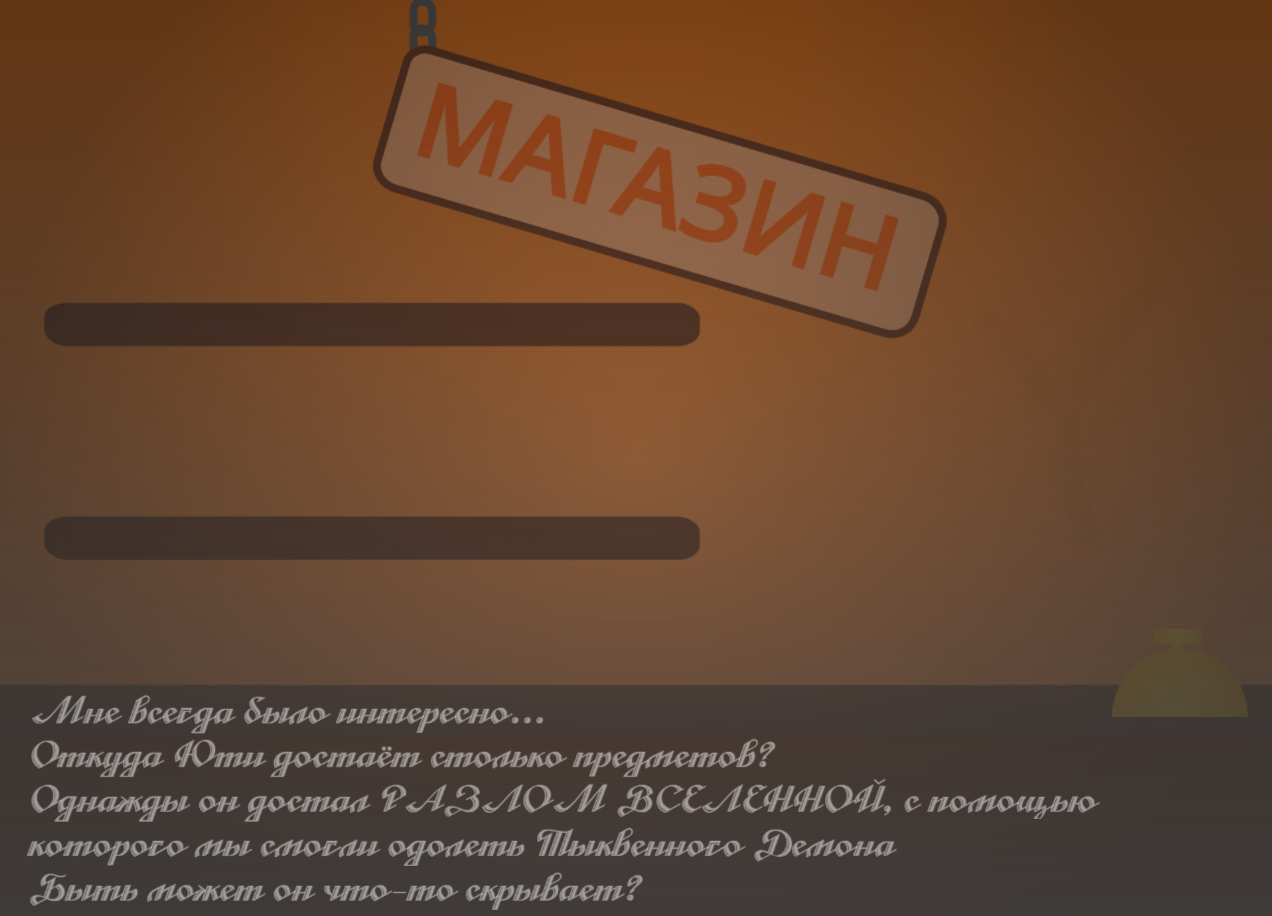 МАГАЗИН
Мне всегда было интересно...
Откуда Юти достаёт столько предметов?
Однажды он достал РАЗЛОМ ВСЕЛЕННОЙ, с помощью
которого мы смогли одолеть Тыквенного Демона
Быть может он что-то скрывает?